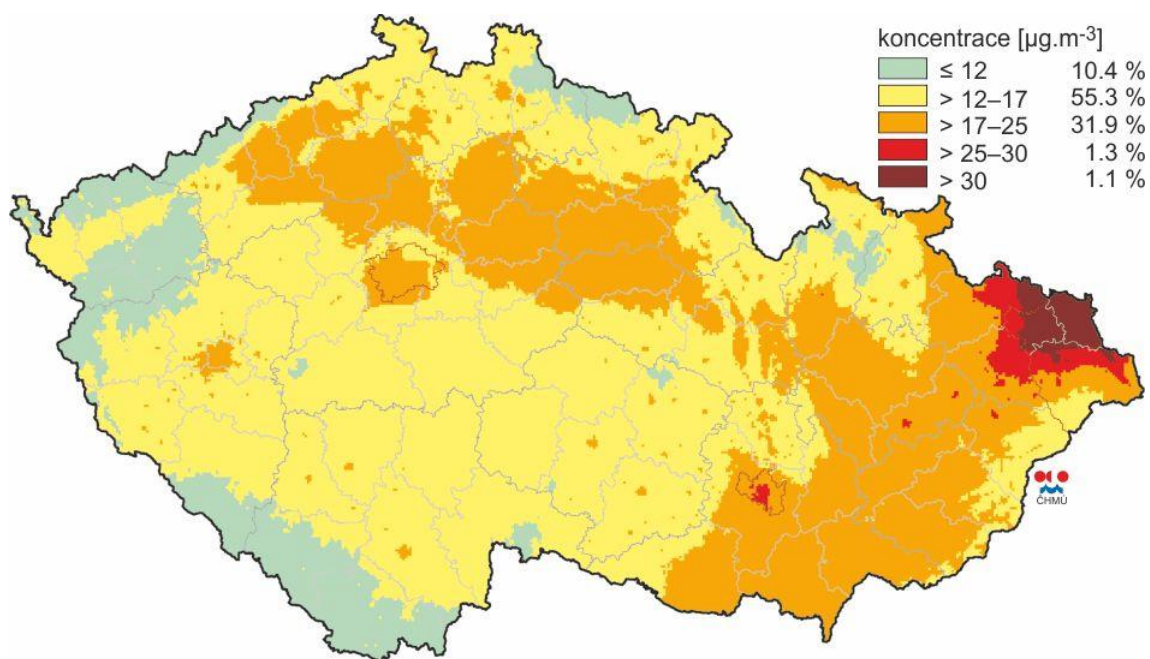 koncentrace [µg.m⁻³]
≤ 12 10.4 %
> 12–17 55.3 %
> 17–25 31.9 %
> 25–30 1.3 %
> 30 1.1 %
ČHMÚ